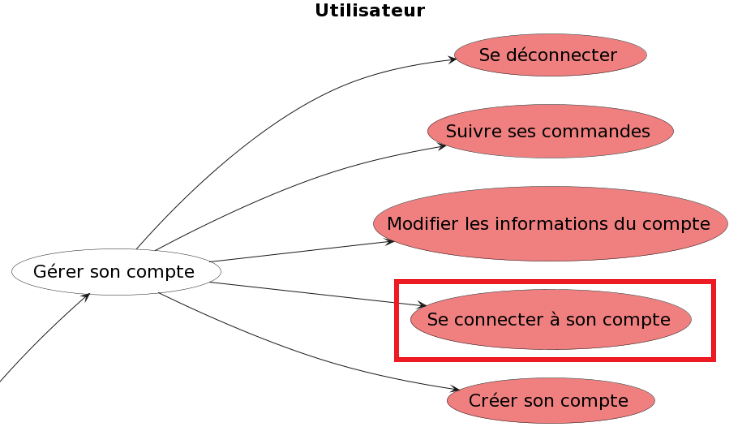 Utilisateur
Se déconnecter
Suivre ses commandes
Modifier les informations du compte
Gérer son compte
Se connecter à son compte
Créer son compte